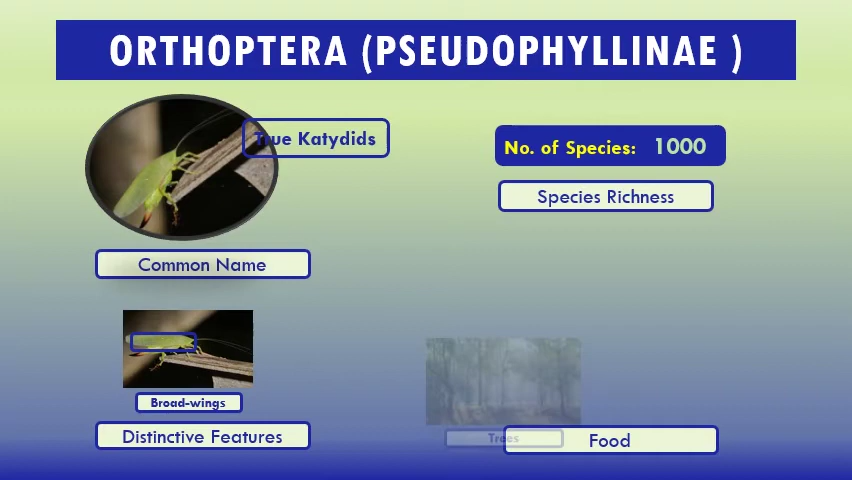 ORTHOPTERA (PSEUDOPHYLLINAE )
True Katydids
No. of Species: 1000
Species Richness
Common Name
Broad-wings
Distinctive Features
Trees
Food